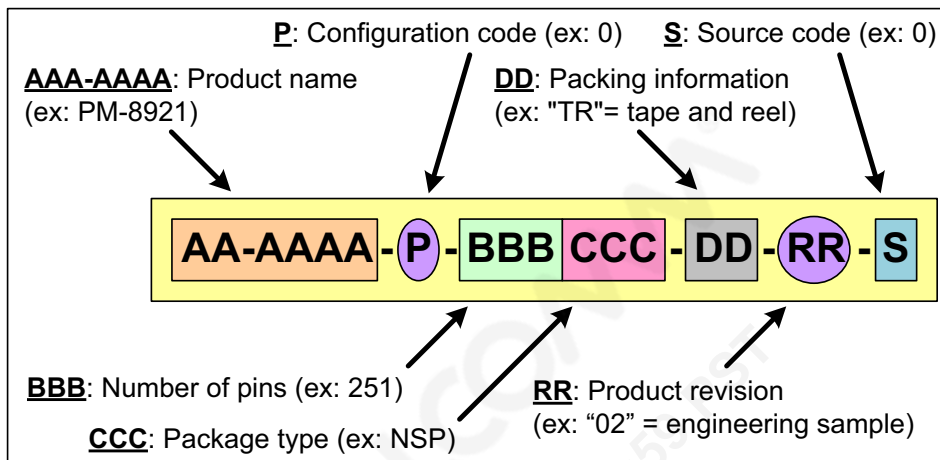 P: Configuration code (ex: 0) S: Source code (ex: 0)
AAA-AAAA: Product name
(ex: PM-8921)
DD: Packing information
(ex: "TR"= tape and reel)
AA-AAAA - P - BBB CCC - DD - RR - S
BBB: Number of pins (ex: 251)
CCC: Package type (ex: NSP)
RR: Product revision
(ex: “02” = engineering sample)